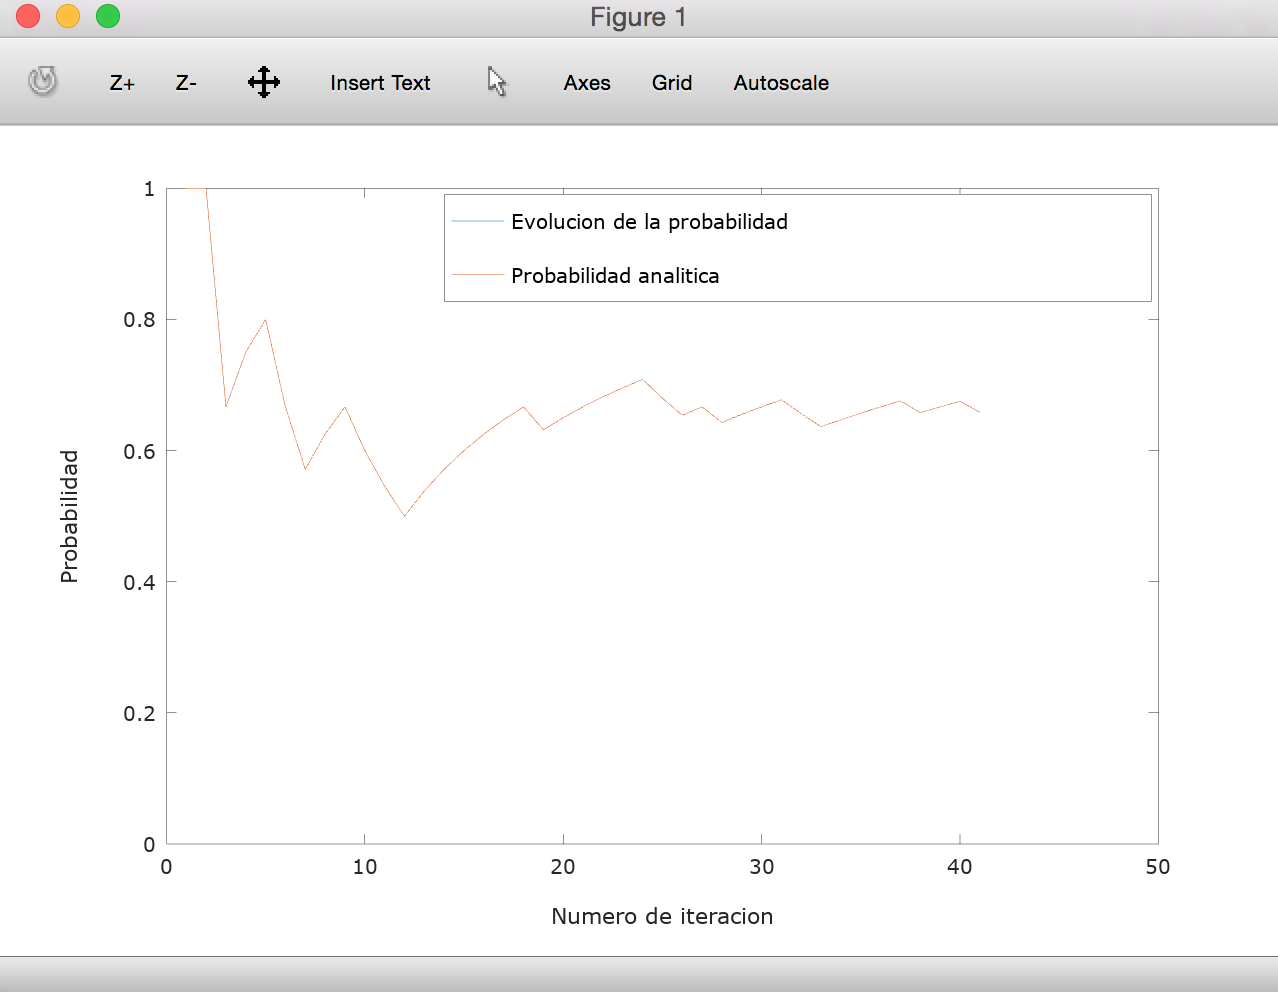 Figure 1
Z+ Z- Insert Text Axes Grid Autoscale
Evolucion de la probabilidad
Probabilidad analitica
1
0.8
0.6
0.4
0.2
0
Probabilidad
0 10 20 30 40 50
Numero de iteracion